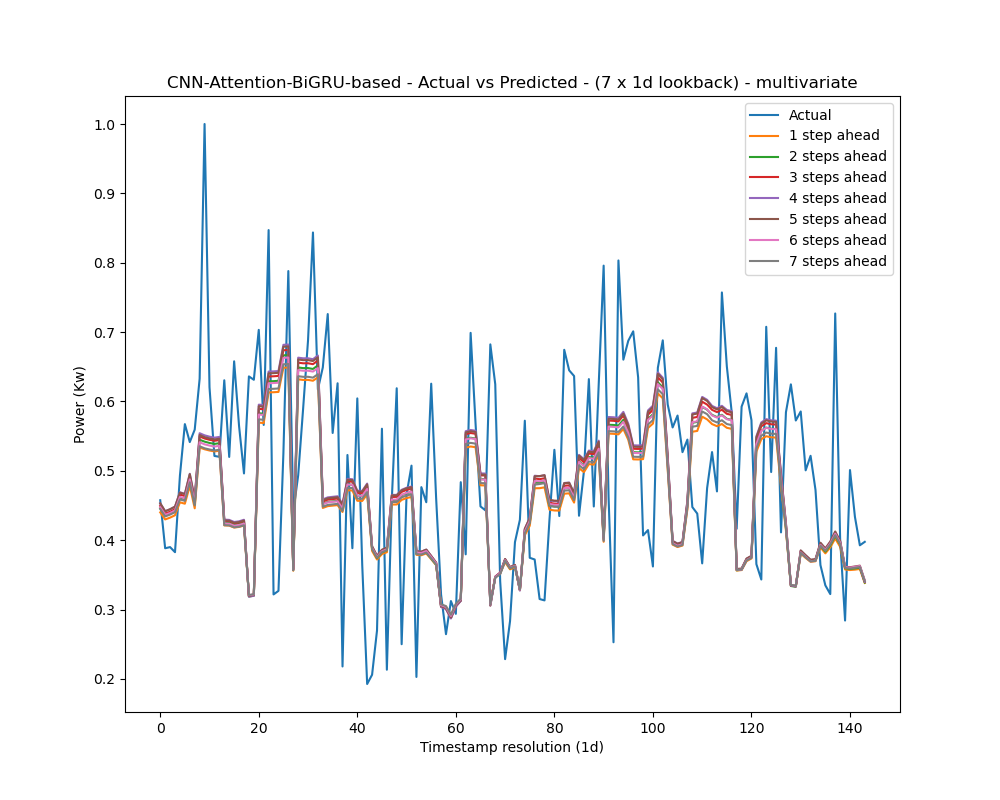 CNN-Attention-BiGRU-based - Actual vs Predicted - (7 x 1d lookback) - multivariate
Actual
1 step ahead
2 steps ahead
3 steps ahead
4 steps ahead
5 steps ahead
6 steps ahead
7 steps ahead
Power (Kw)
1.0
0.9
0.8
0.7
0.6
0.5
0.4
0.3
0.2
0 20 40 60 80 100 120 140
Timestamp resolution (1d)